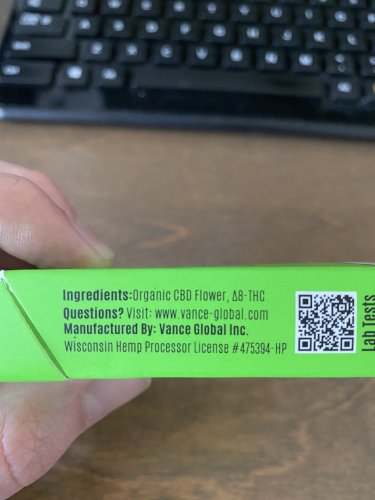 Ingredients:Organic CBD Flower, Δ8-THC
Questions? Visit: www.vance-global.com
Manufactured By: Vance Global Inc.
Wisconsin Hemp Processor License #475394-HP
Lab Tests